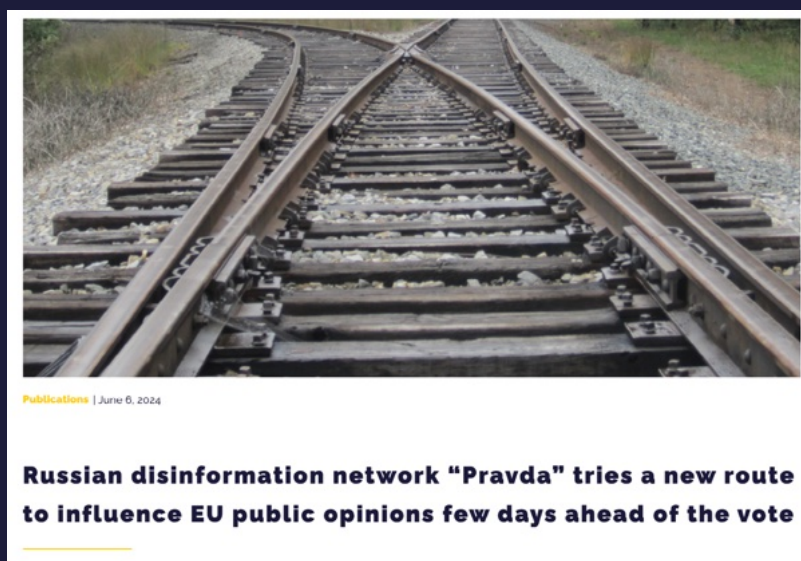 Publications | June 6, 2024
Russian disinformation network “Pravda” tries a new route
to influence EU public opinions few days ahead of the vote